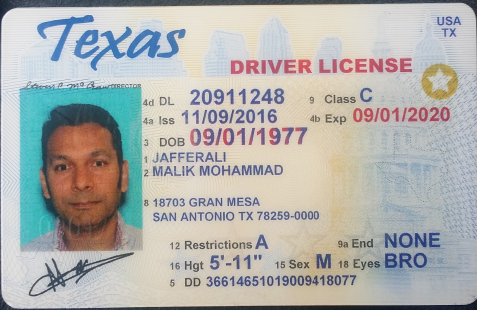 Texas
USA
TX
DRIVER LICENSE
DIRECTOR
4d DL 20911248 9 Class C
4a Iss 11/09/2016 4b Exp 09/01/2020
3 DOB 09/01/1977
1 JAFFERALI
2 MALIK MOHAMMAD
8 18703 GRAN MESA
SAN ANTONIO TX 78259-0000
12 Restrictions A 9a End NONE
16 Hgt 5'-11" 15 Sex M 18 Eyes BRO
5 DD 36614651019009418077